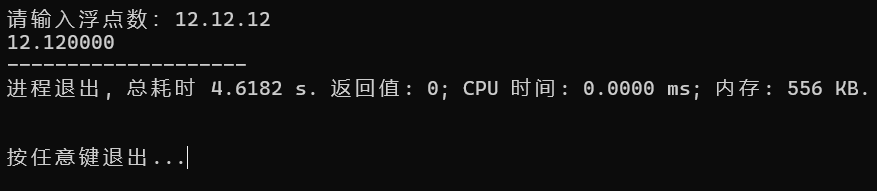 请输入浮点数: 12.12.12
12.120000
--------------------
进程退出, 总耗时 4.6182 s. 返回值: 0; CPU 时间: 0.0000 ms; 内存: 556 KB.
按任意键退出...